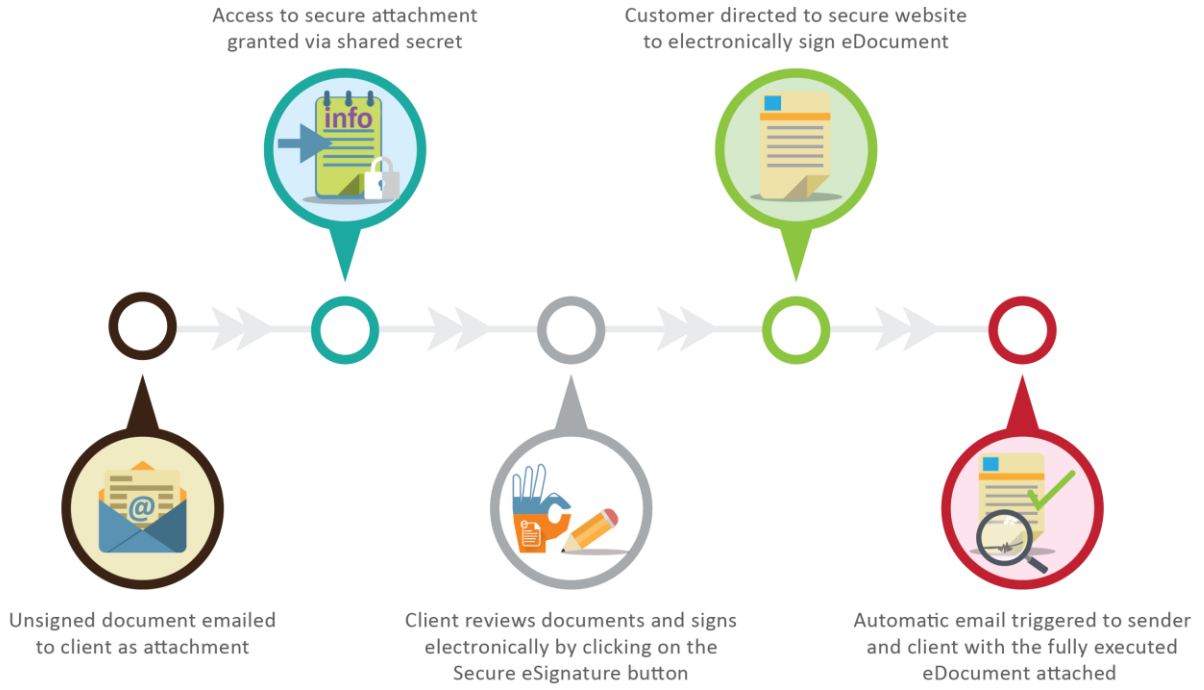 Access to secure attachment
granted via shared secret
Customer directed to secure website
to electronically sign eDocument
info
@
Unsigned document emailed
to client as attachment
Client reviews documents and signs
electronically by clicking on the
Secure eSignature button
Automatic email triggered to sender
and client with the fully executed
eDocument attached